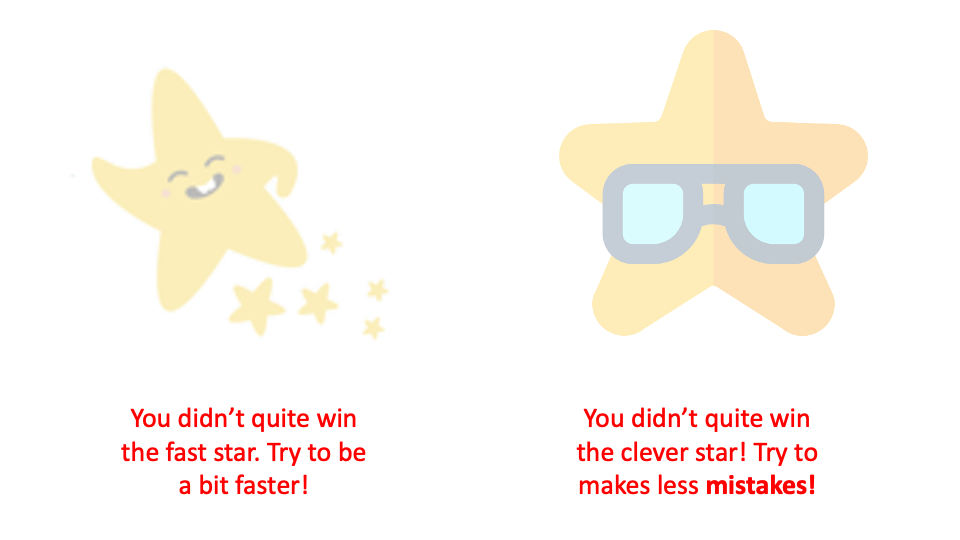 You didn’t quite win
the fast star. Try to be
a bit faster!
You didn’t quite win
the clever star! Try to
makes less mistakes!